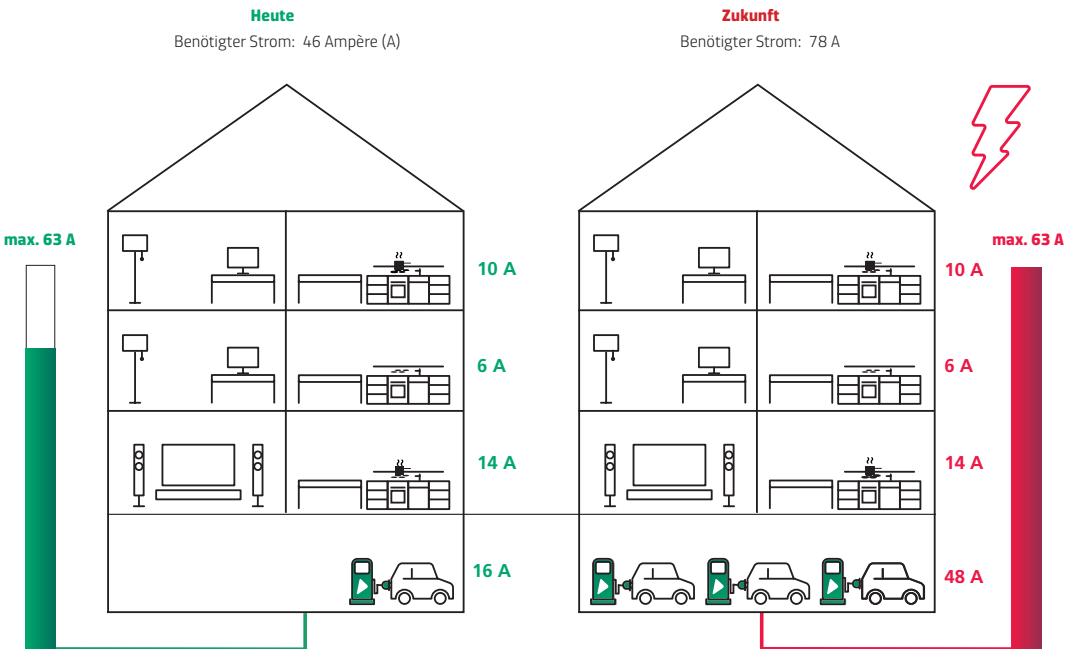 Heute
Benötigter Strom: 46 Ampère (A)
max. 63 A
10 A
6 A
14 A
16 A
Zukunft
Benötigter Strom: 78 A
max. 63 A
10 A
6 A
14 A
48 A